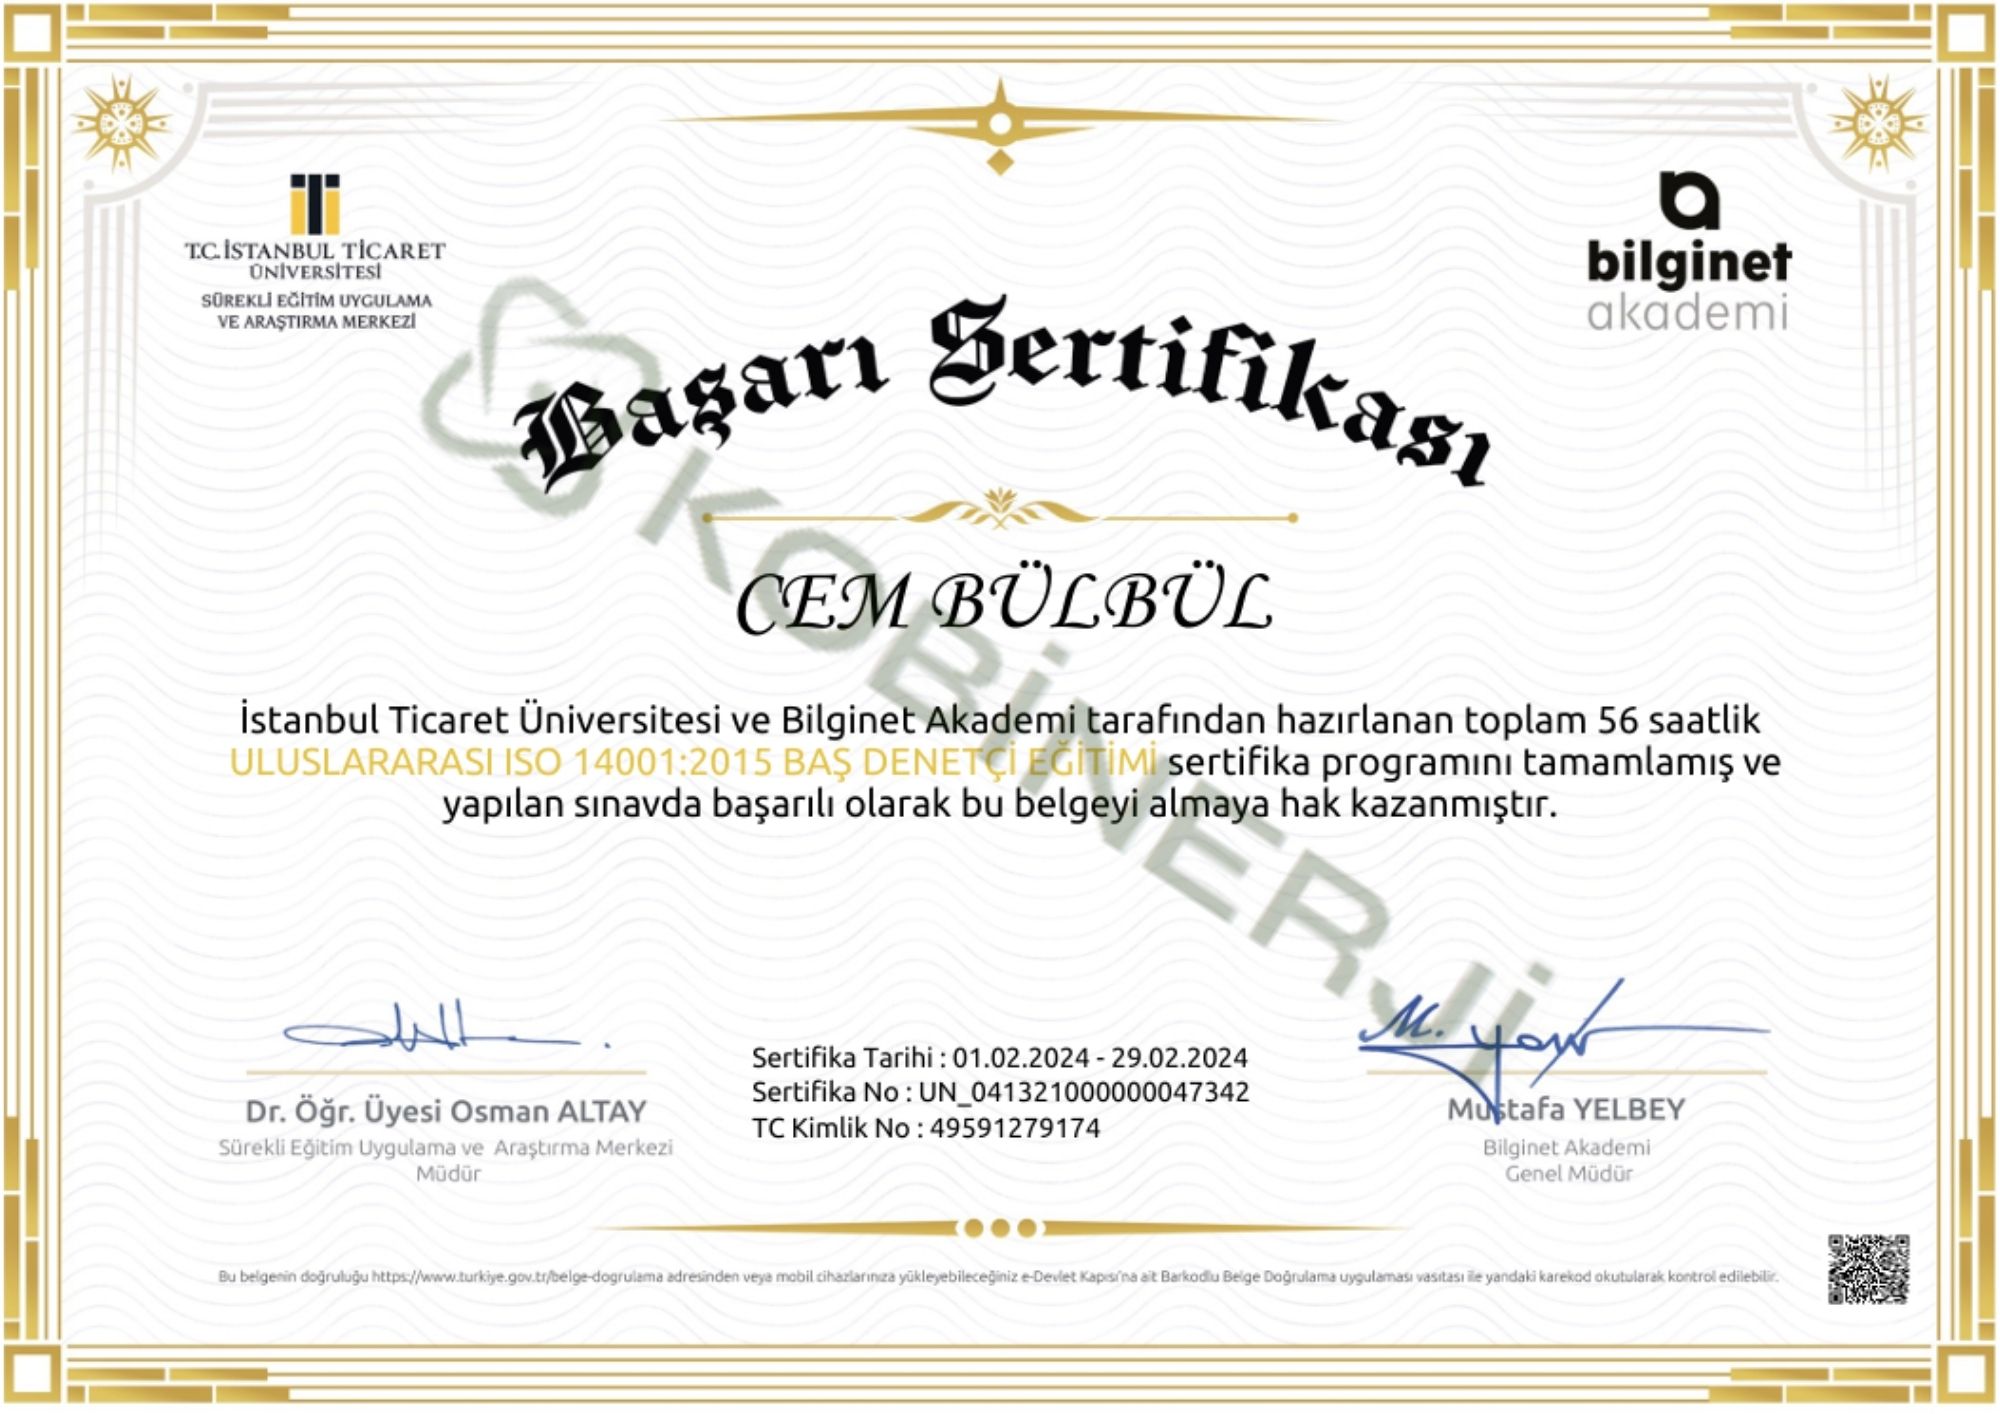 T.C. İSTANBUL TİCARET
ÜNİVERSİTESİ
SÜREKLİ EĞİTİM UYGULAMA
VE ARAŞTIRMA MERKEZİ
bilginet
akademi
Başarı Sertifikası
KOBİNERJİ
CEM BÜLBÜL
İstanbul Ticaret Üniversitesi ve Bilginet Akademi tarafından hazırlanan toplam 56 saatlik
ULUSLARARASI ISO 14001:2015 BAŞ DENETÇİ EĞİTİMİ sertifika programını tamamlamış ve
yapılan sınavda başarılı olarak bu belgeyi almaya hak kazanmıştır.
Sertifika Tarihi : 01.02.2024 - 29.02.2024
Sertifika No : UN_041321000000047342
TC Kimlik No : 49591279174
Dr. Öğr. Üyesi Osman ALTAY
Sürekli Eğitim Uygulama ve Araştırma Merkezi
Müdür
Mustafa YELBEY
Bilginet Akademi
Genel Müdür
Bu belgenin doğruluğu https://www.turkiye.gov.tr/belge-dogrulama adresinden veya mobil cihazlarınıza yükleyebileceğiniz e-Devlet Kapısı'na ait Barkodlu Belge Doğrulama uygulaması vasıtası ile yandaki karekod okutularak kontrol edilebilir.